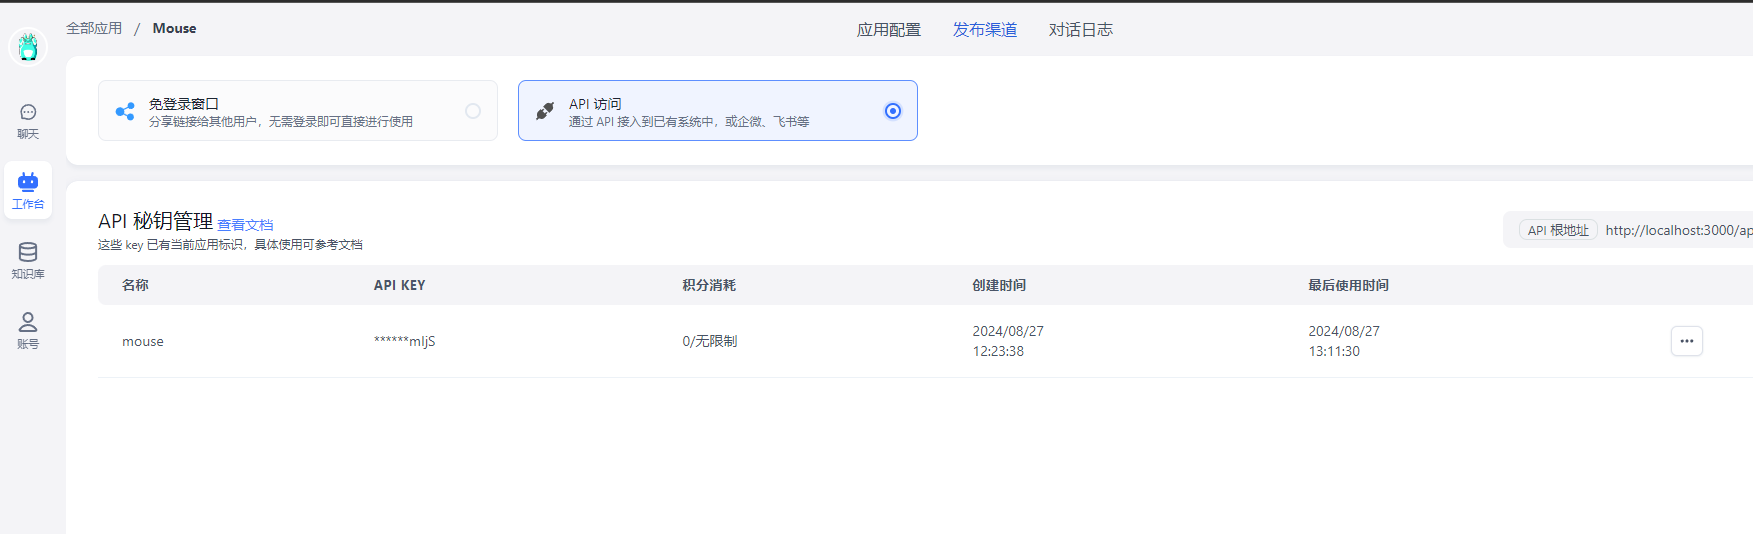 全部应用 / Mouse
应用配置 发布渠道 对话日志
聊天
工作台
知识库
账号
免登录窗口
分享链接给其他用户，无需登录即可直接进行使用
API 访问
通过 API 接入到已有系统中，或企微、飞书等
API 秘钥管理 查看文档
这些 key 已有当前应用标识，具体使用可参考文档
API 根地址 http://localhost:3000/ap
名称 API KEY 积分消耗 创建时间 最后使用时间
mouse ******mIjS 0/无限制 2024/08/27 12:23:38 2024/08/27 13:11:30